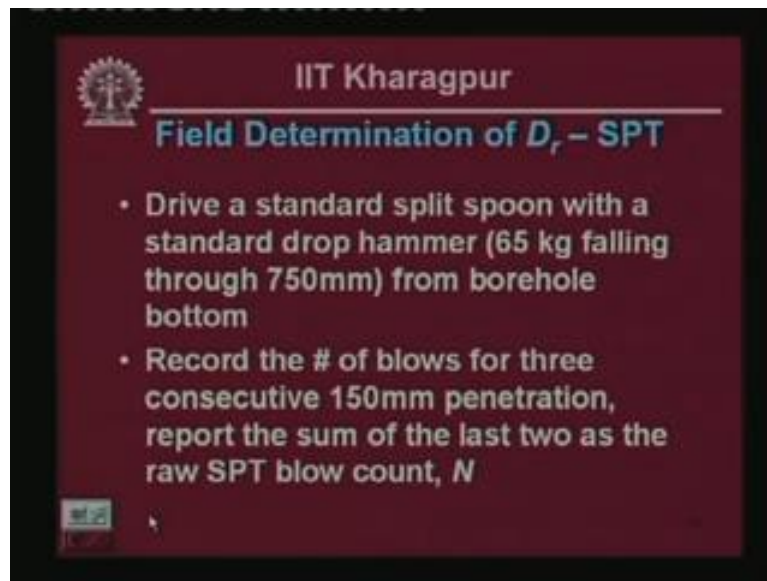 IIT Kharagpur
Field Determination of Dr – SPT
• Drive a standard split spoon with a
standard drop hammer (65 kg falling
through 750mm) from borehole
bottom
• Record the # of blows for three
consecutive 150mm penetration,
report the sum of the last two as the
raw SPT blow count, N